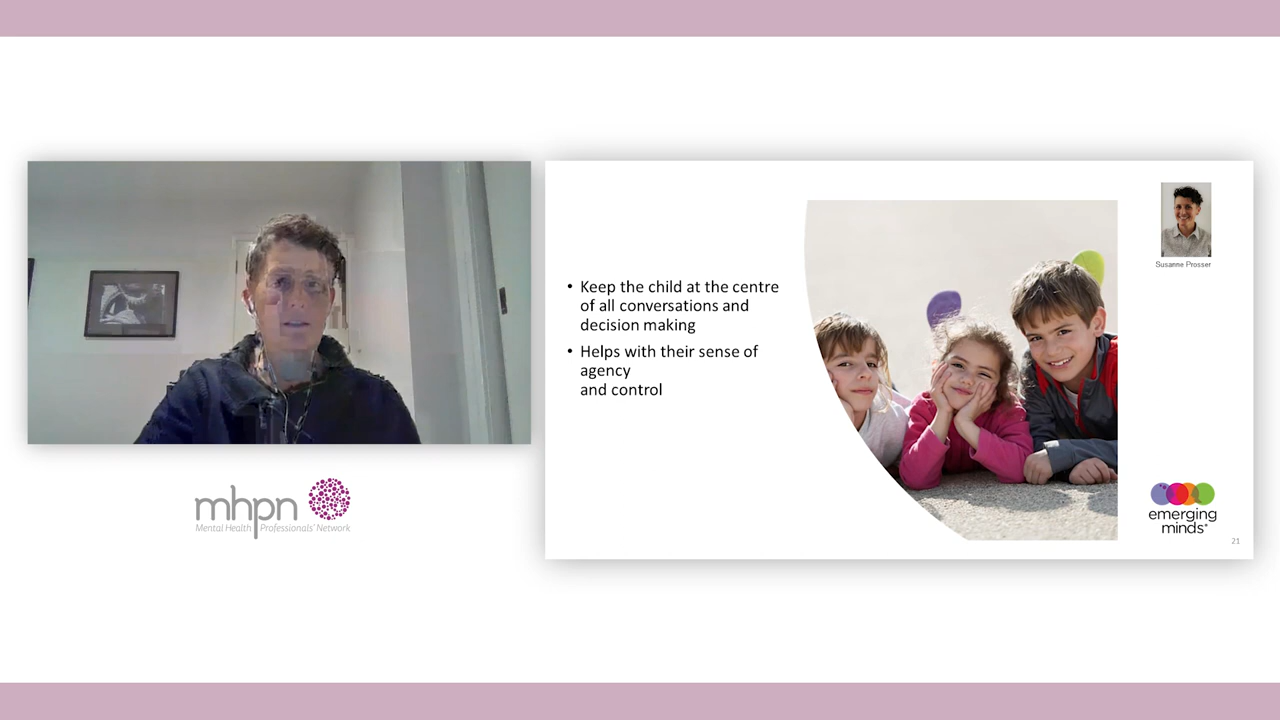 • Keep the child at the centre
of all conversations and
decision making
• Helps with their sense of
agency
and control
Susanne Prosser
mhpn
Mental Health Professionals' Network
emerging
minds
21